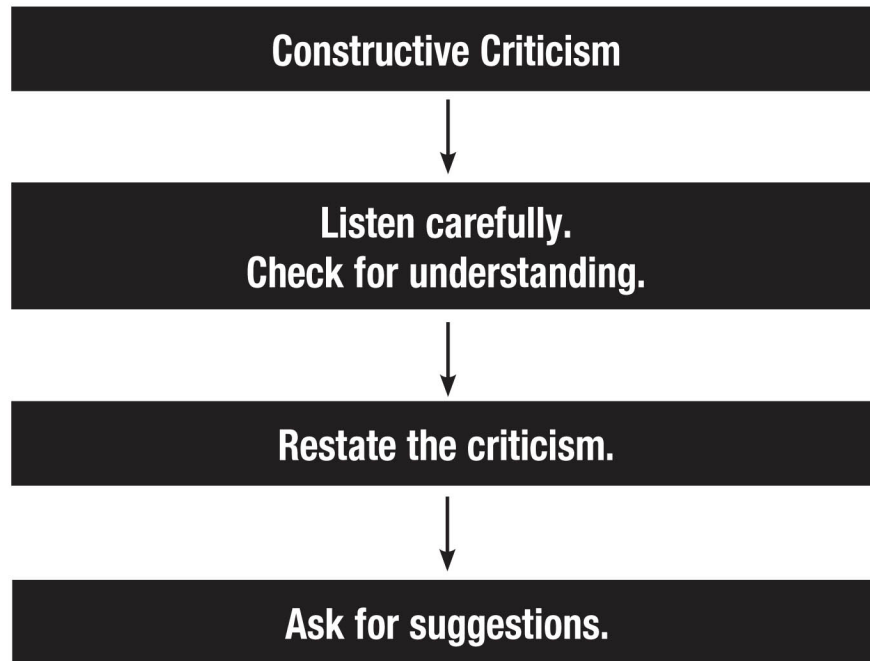 Constructive Criticism
Listen carefully.
Check for understanding.
Restate the criticism.
Ask for suggestions.